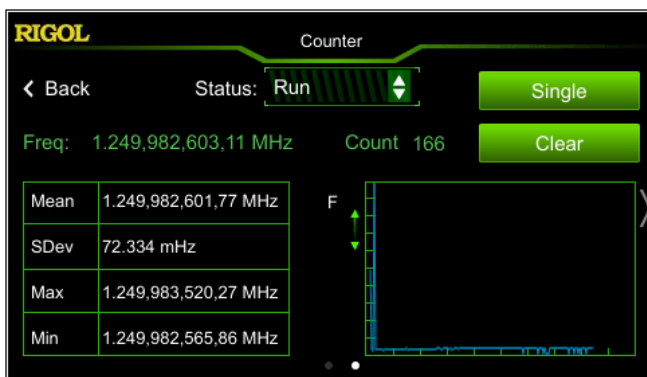 RIGOL
Counter
Back Status: Run Single
Freq: 1.249,982,603,11 MHz Count 166 Clear
Mean 1.249,982,601,77 MHz
F
SDev 72.334 mHz
Max 1.249,983,520,27 MHz
Min 1.249,982,565,86 MHz